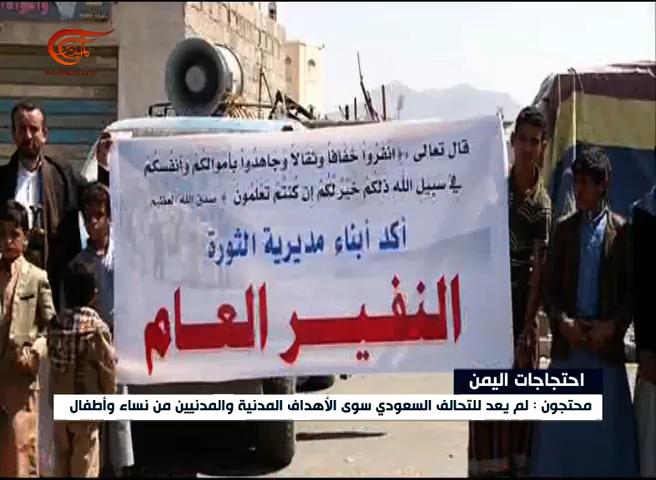 قال تعالى « انفروا خفافاً وثقالاً وجاهدوا بأموالكم وأنفسكم
في سبيل الله ذلكم خيرٌ لكم إن كنتم تعلمون » صدق الله العظيم
أكد أبناء مديرية الثورة
النفير العام
احتجاجات اليمن
محتجون : لم يعد للتحالف السعودي سوى الأهداف المدنية والمدنيين من نساء وأطفال